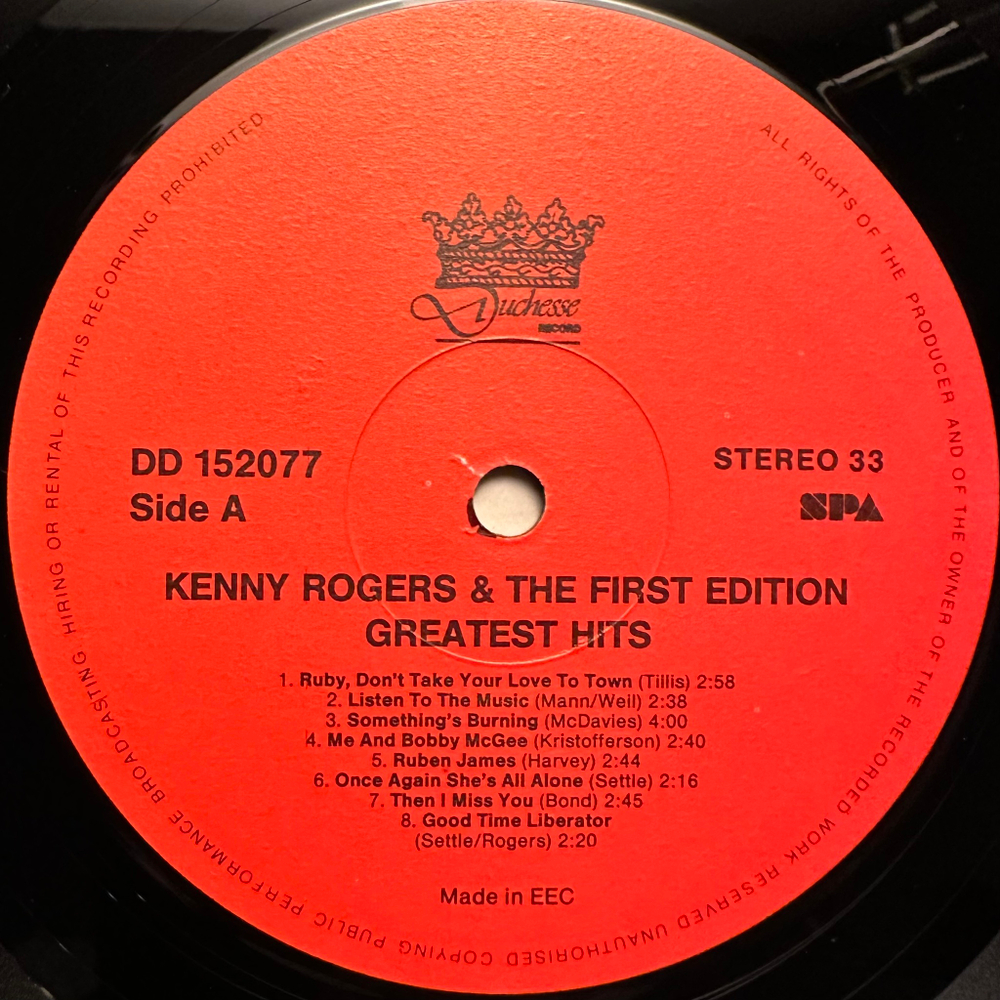 ALL RIGHTS OF THE PRODUCER AND OF THE OWNER OF THE RECORDED WORK RESERVED UNAUTHORISED COPYING PUBLIC PERFORMANCE BROADCASTING HIRING OR RENTAL OF THIS RECORDING PROHIBITED
Duchesse
RECORD
DD 152077
Side A
STEREO 33
SPA
KENNY ROGERS & THE FIRST EDITION
GREATEST HITS
1. Ruby, Don't Take Your Love To Town (Tillis) 2:58
2. Listen To The Music (Mann/Weil) 2:38
3. Something's Burning (McDavies) 4:00
4. Me And Bobby McGee (Kristofferson) 2:40
5. Ruben James (Harvey) 2:44
6. Once Again She's All Alone (Settle) 2:16
7. Then I Miss You (Bond) 2:45
8. Good Time Liberator
(Settle/Rogers) 2:20
Made in EEC